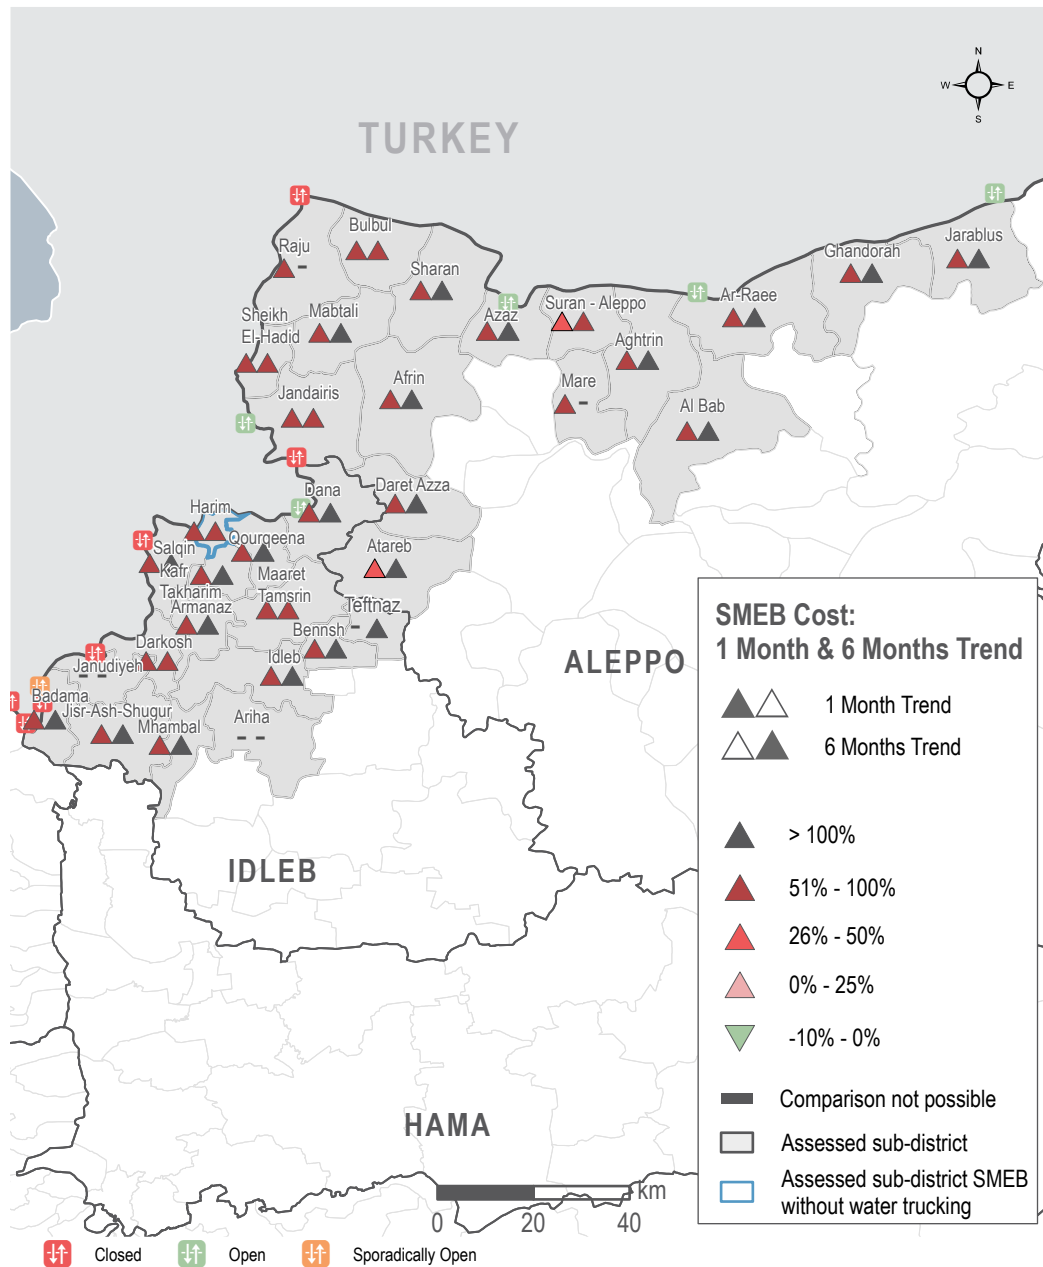 N
W
E
S
TURKEY
Bulbul
Raju
Sharan
Ghandorah
Jarablus
Sheikh
El-Hadid
Mabtali
Azaz
Suran - Aleppo
Ar-Raee
Aghtrin
Jandairis
Afrin
Mare
Al Bab
Dana
Daret Azza
Harim
Qourqeena
Salqin
Atareb
Kafr
Takharim
Maaret
Tamsrin
Armanaz
Teftnaz
Bennsh
Darkosh
Janudiyeh
Idleb
Badama
Jisr-Ash-Shugur
Mhambal
Ariha
ALEPPO
IDLEB
HAMA
SMEB Cost:
1 Month & 6 Months Trend
1 Month Trend
6 Months Trend
> 100%
51% - 100%
26% - 50%
0% - 25%
-10% - 0%
Comparison not possible
Assessed sub-district
Assessed sub-district SMEB
without water trucking
km
0 20 40
Closed Open Sporadically Open